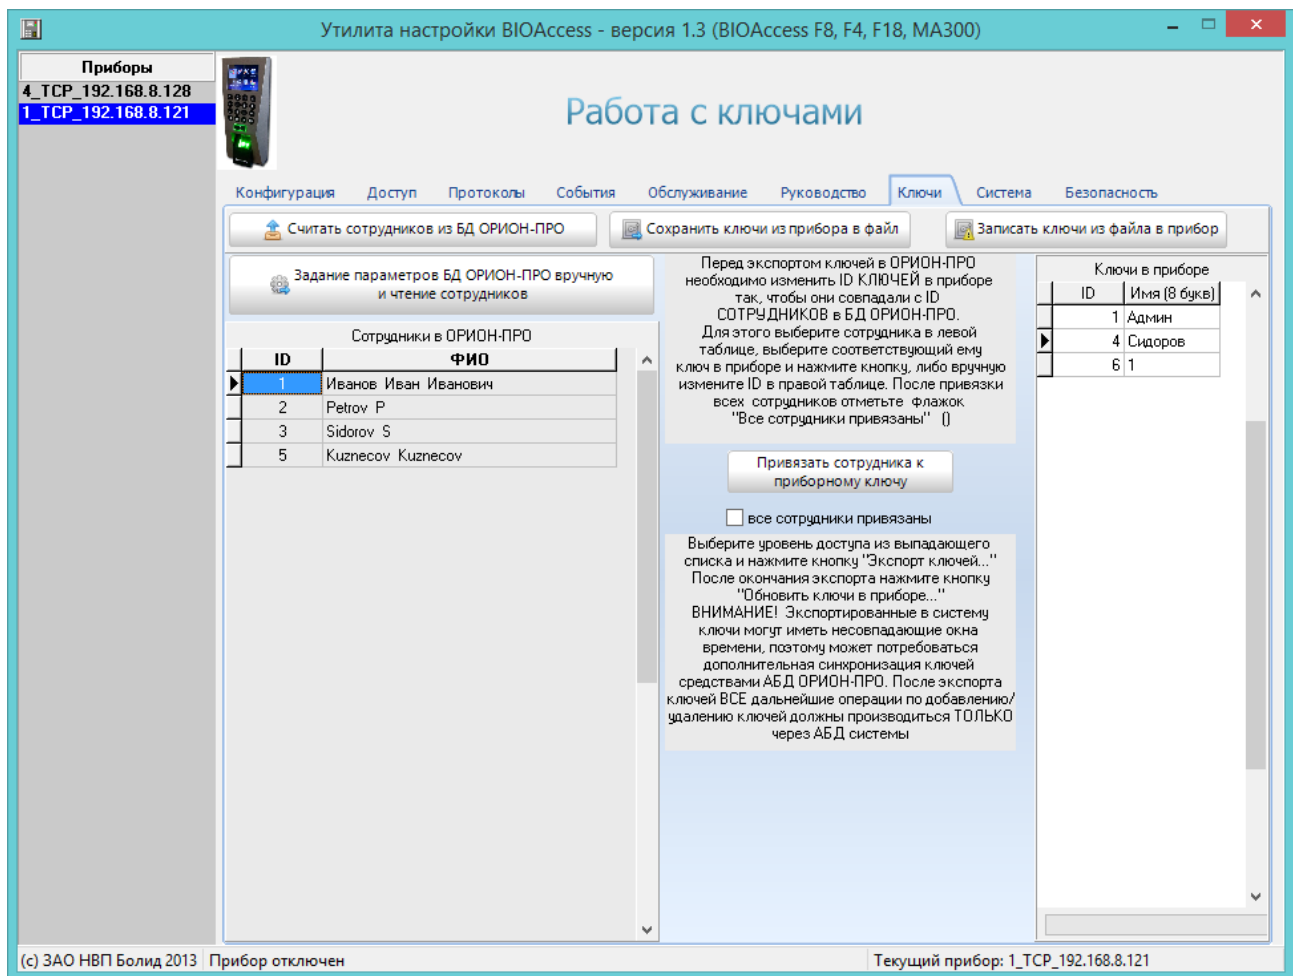 Утилита настройки BIOAccess - версия 1.3 (BIOAccess F8, F4, F18, MA300)
Приборы
4_TCP_192.168.8.128
1_TCP_192.168.8.121
Работа с ключами
Конфигурация Доступ Протоколы События Обслуживание Руководство Ключи Система Безопасность
Считать сотрудников из БД ОРИОН-ПРО
Сохранить ключи из прибора в файл
Записать ключи из файла в прибор
Задание параметров БД ОРИОН-ПРО вручную
и чтение сотрудников
Сотрудники в ОРИОН-ПРО
ID ФИО
1 Иванов Иван Иванович
2 Petrov P
3 Sidorov S
5 Kuznecov Kuznecov
Перед экспортом ключей в ОРИОН-ПРО
необходимо изменить ID КЛЮЧЕЙ в приборе
так, чтобы они совпадали с ID
СОТРУДНИКОВ в БД ОРИОН-ПРО.
Для этого выберите сотрудника в левой
таблице, выберите соответствующий ему
ключ в приборе и нажмите кнопку, либо вручную
измените ID в правой таблице. После привязки
всех сотрудников отметьте флажок
"Все сотрудники привязаны" ()
Привязать сотрудника к
приборному ключу
все сотрудники привязаны
Выберите уровень доступа из выпадающего
списка и нажмите кнопку "Экспорт ключей..."
После окончания экспорта нажмите кнопку
"Обновить ключи в приборе..."
ВНИМАНИЕ! Экспортированные в систему
ключи могут иметь несовпадающие окна
времени, поэтому может потребоваться
дополнительная синхронизация ключей
средствами АБД ОРИОН-ПРО. После экспорта
ключей ВСЕ дальнейшие операции по добавлению/
удалению ключей должны производиться ТОЛЬКО
через АБД системы
Ключи в приборе
ID Имя (8 букв)
1 Админ
4 Сидоров
6 1
(c) ЗАО НВП Болид 2013 Прибор отключен Текущий прибор: 1_TCP_192.168.8.121